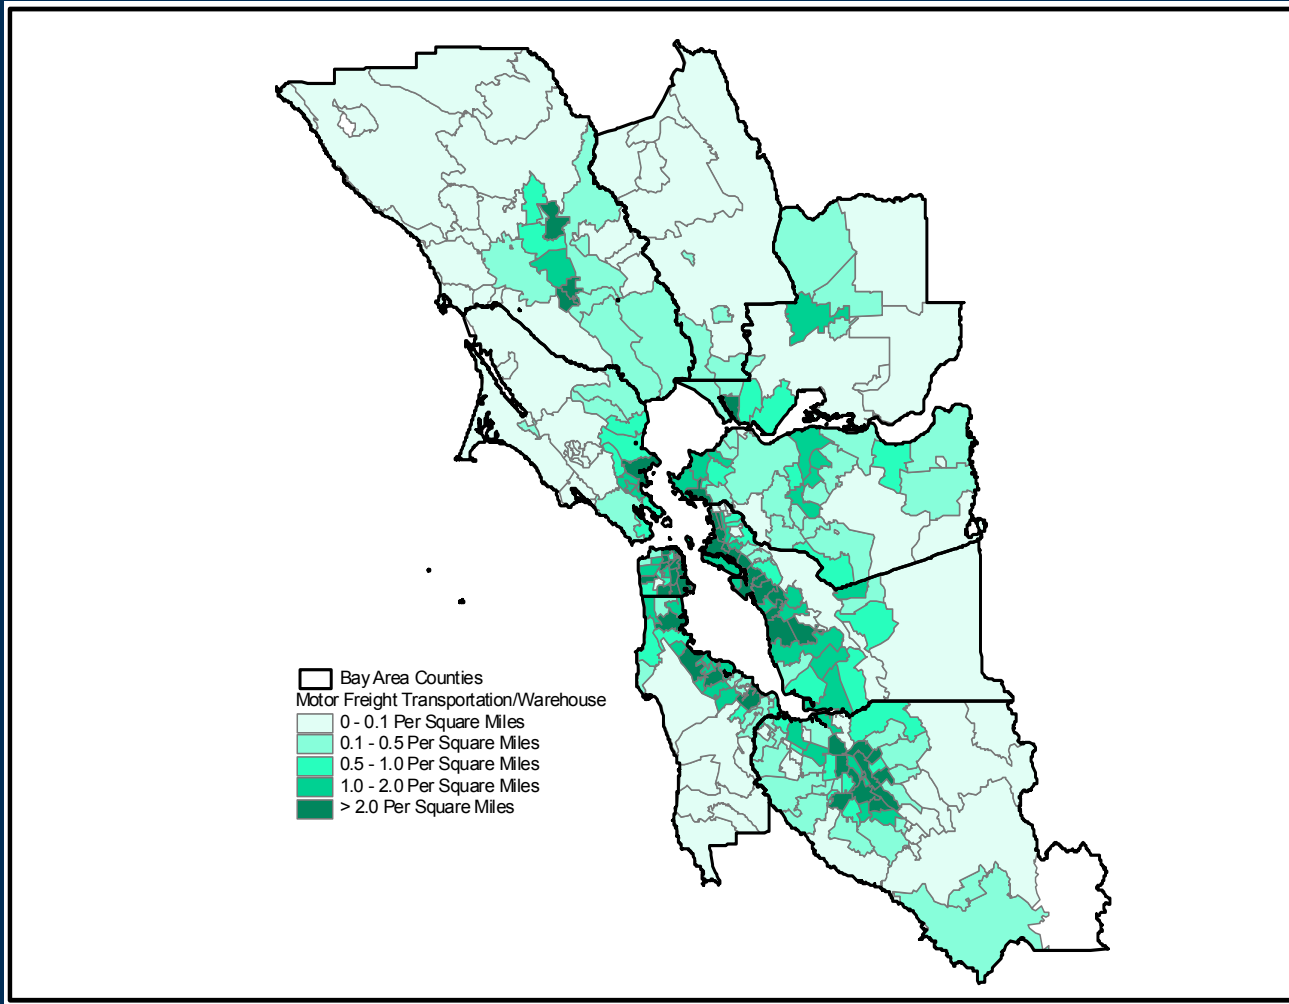 Bay Area Counties
Motor Freight Transportation/Warehouse
0 - 0.1 Per Square Miles
0.1 - 0.5 Per Square Miles
0.5 - 1.0 Per Square Miles
1.0 - 2.0 Per Square Miles
> 2.0 Per Square Miles